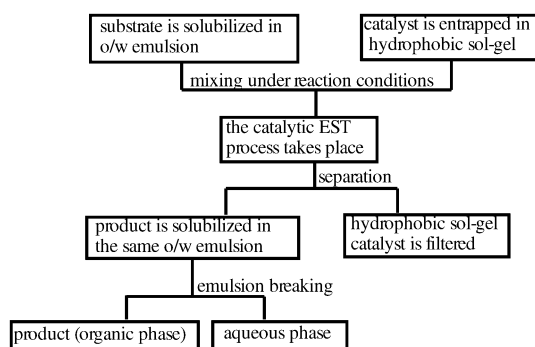 substrate is solubilized in
o/w emulsion
catalyst is entrapped in
hydrophobic sol-gel
mixing under reaction conditions
the catalytic EST
process takes place
separation
product is solubilized in
the same o/w emulsion
hydrophobic sol-gel
catalyst is filtered
emulsion breaking
product (organic phase)
aqueous phase